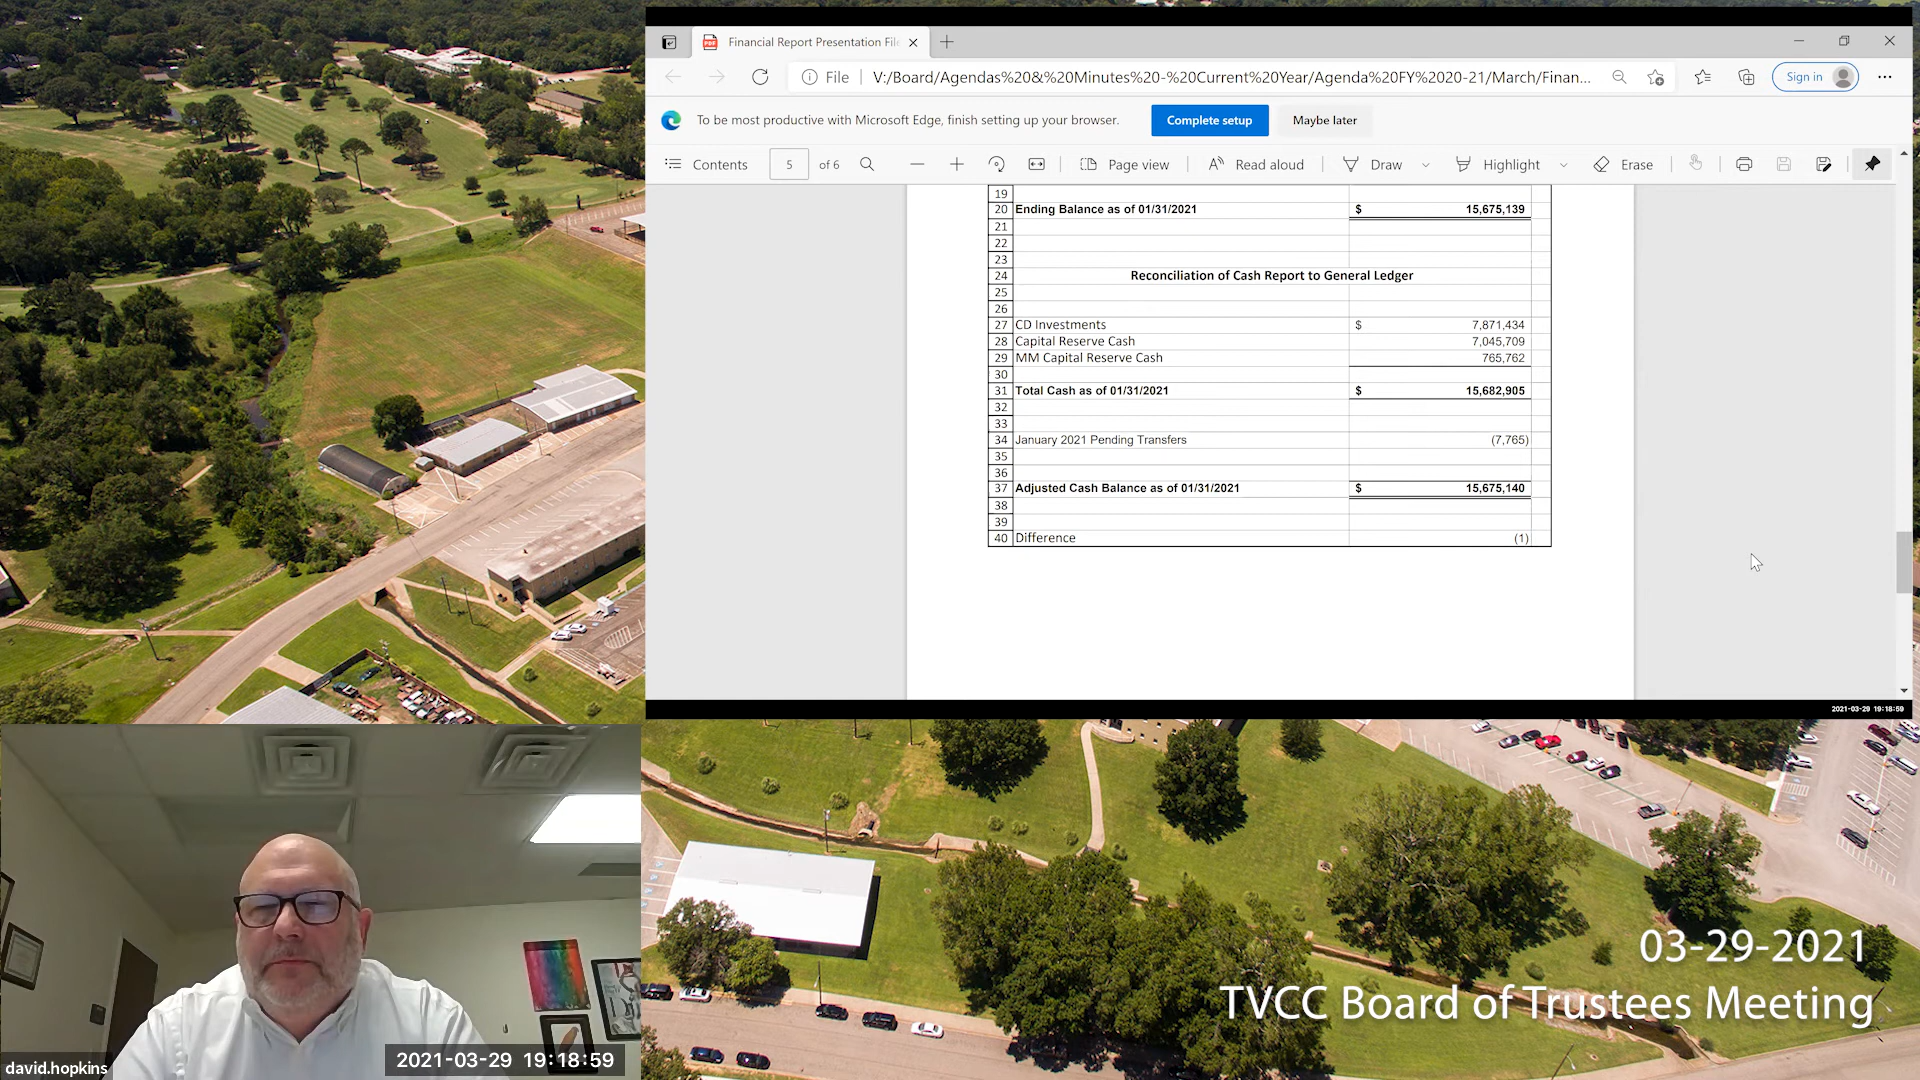 Financial Report Presentation Fil
File
V:/Board/Agendas%20&%20Minutes%20-%20Current%20Year/Agenda%20FY%2020-21/March/Finan...
Sign in
To be most productive with Microsoft Edge, finish setting up your browser.
Complete setup
Maybe later
Contents
5 of 6
Page view
Read aloud
Draw
Highlight
Erase
19
20 Ending Balance as of 01/31/2021 $ 15,675,139
21
22
23
24 Reconciliation of Cash Report to General Ledger
25
26
27 CD Investments $ 7,871,434
28 Capital Reserve Cash 7,045,709
29 MM Capital Reserve Cash 765,762
30
31 Total Cash as of 01/31/2021 $ 15,682,905
32
33
34 January 2021 Pending Transfers (7,765)
35
36
37 Adjusted Cash Balance as of 01/31/2021 $ 15,675,140
38
39
40 Difference (1)
2021-03-29 19:18:59
03-29-2021
TVCC Board of Trustees Meeting
2021-03-29 19:18:59
david.hopkins